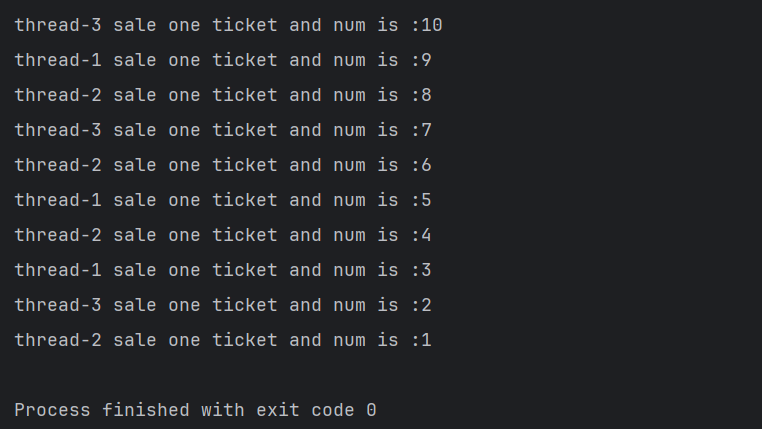 thread-3 sale one ticket and num is :10
thread-1 sale one ticket and num is :9
thread-2 sale one ticket and num is :8
thread-3 sale one ticket and num is :7
thread-2 sale one ticket and num is :6
thread-1 sale one ticket and num is :5
thread-2 sale one ticket and num is :4
thread-1 sale one ticket and num is :3
thread-3 sale one ticket and num is :2
thread-2 sale one ticket and num is :1
Process finished with exit code 0